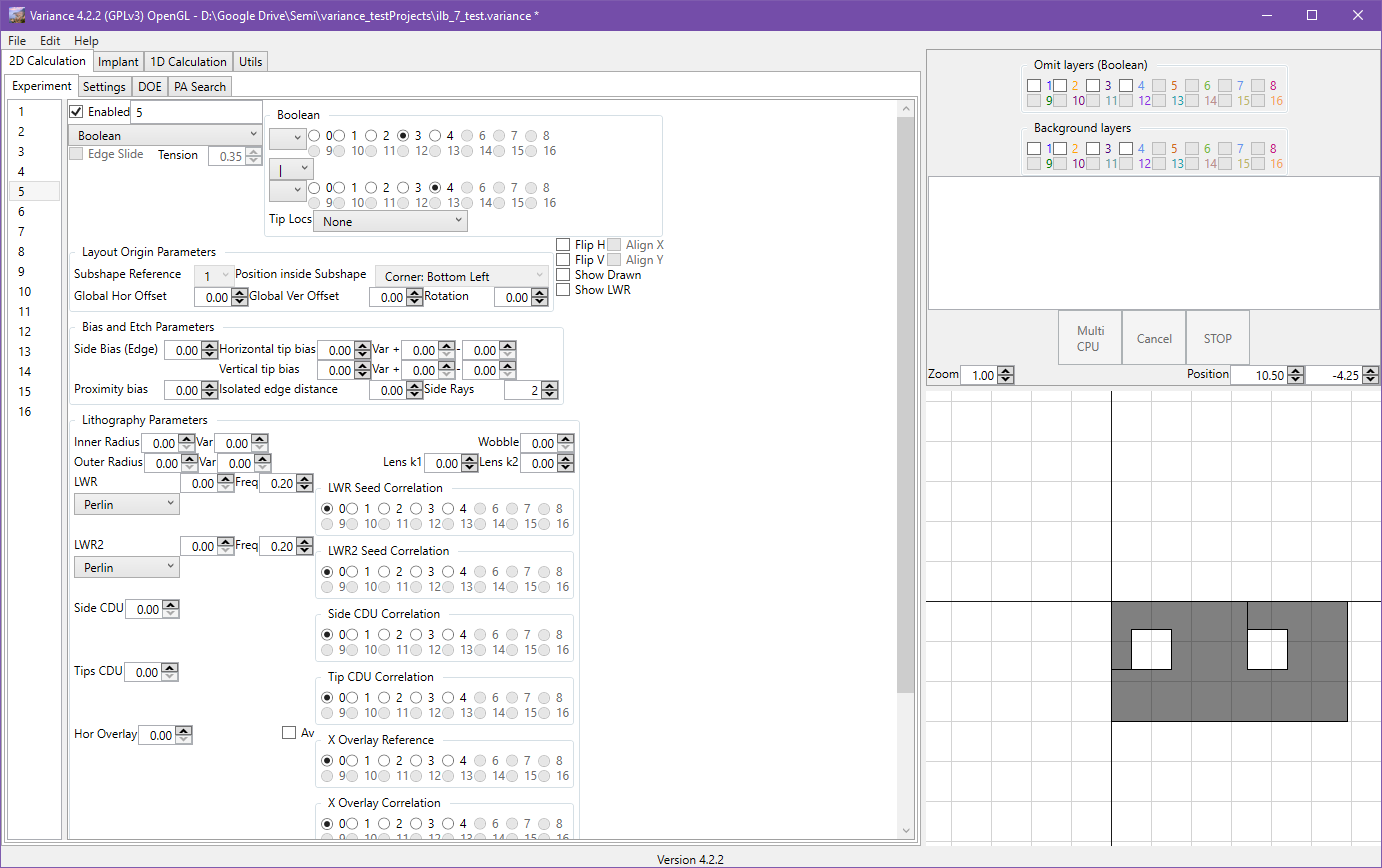 Variance 4.2.2 (GPLv3) OpenGL - D:\Google Drive\Semi\variance_testProjects\ilb_7_test.variance *
File Edit Help
2D Calculation Implant 1D Calculation Utils
Experiment Settings DOE PA Search
1
2
3
4
5
6
7
8
9
10
11
12
13
14
15
16
Enabled 5
Boolean
Edge Slide Tension 0.35
Boolean
0 1 2 3 4 6 7 8
9 10 11 12 13 14 15 16
|
0 1 2 3 4 6 7 8
9 10 11 12 13 14 15 16
Tip Locs None
Layout Origin Parameters
Subshape Reference 1 Position inside Subshape Corner: Bottom Left
Global Hor Offset 0.00 Global Ver Offset 0.00 Rotation 0.00
Flip H Align X
Flip V Align Y
Show Drawn
Show LWR
Bias and Etch Parameters
Side Bias (Edge) 0.00 Horizontal tip bias 0.00 Var + 0.00 - 0.00
Vertical tip bias 0.00 Var + 0.00 - 0.00
Proximity bias 0.00 Isolated edge distance 0.00 Side Rays 2
Lithography Parameters
Inner Radius 0.00 Var 0.00 Wobble 0.00
Outer Radius 0.00 Var 0.00 Lens k1 0.00 Lens k2 0.00
LWR 0.00 Freq 0.20
Perlin
LWR Seed Correlation
0 1 2 3 4 6 7 8
9 10 11 12 13 14 15 16
LWR2 0.00 Freq 0.20
Perlin
LWR2 Seed Correlation
0 1 2 3 4 6 7 8
9 10 11 12 13 14 15 16
Side CDU 0.00
Side CDU Correlation
0 1 2 3 4 6 7 8
9 10 11 12 13 14 15 16
Tips CDU 0.00
Tip CDU Correlation
0 1 2 3 4 6 7 8
9 10 11 12 13 14 15 16
Hor Overlay 0.00 Av
X Overlay Reference
0 1 2 3 4 6 7 8
9 10 11 12 13 14 15 16
X Overlay Correlation
0 1 2 3 4 6 7 8
9 10 11 12 13 14 15 16
Omit layers (Boolean)
1 2 3 4 5 6 7 8
9 10 11 12 13 14 15 16
Background layers
1 2 3 4 5 6 7 8
9 10 11 12 13 14 15 16
Multi
CPU
Cancel STOP
Zoom 1.00 Position 10.50 -4.25
Version 4.2.2